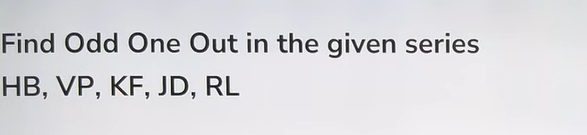 Find Odd One Out in the given series
HB, VP, KF, JD, RL